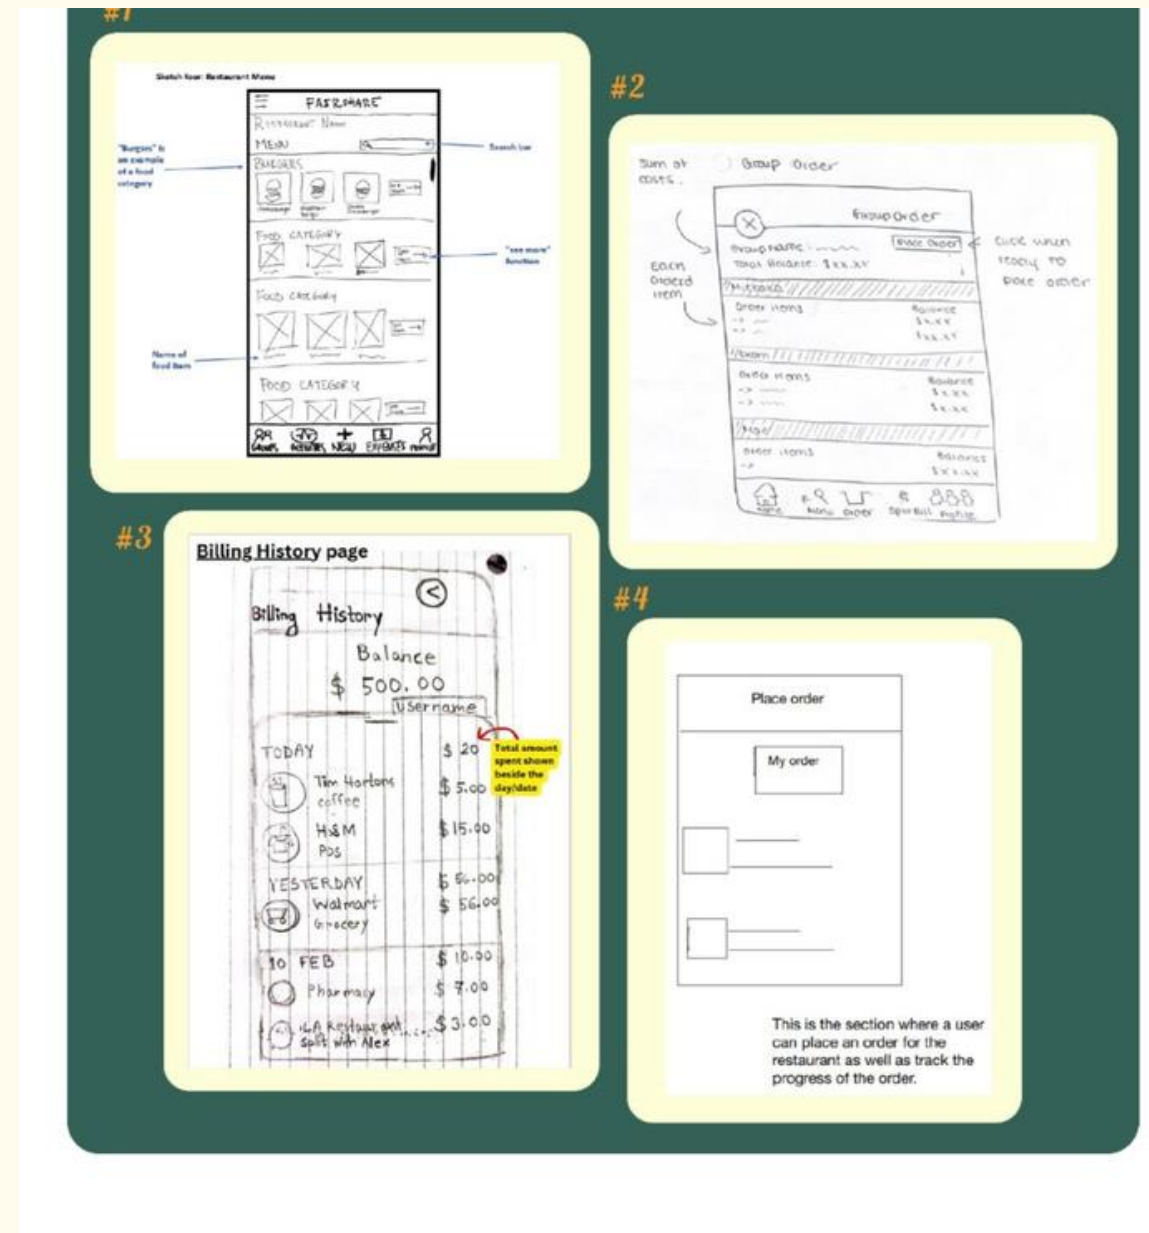 #1
Sketch four: Restaurant Menu
FAIRSHARE
RESTAURANT NAME
MENU
Search bar
"Burgers" is
an example
of a food
category
BURGERS
FOOD CATEGORY
"see more"
function
FOOD CATEGORY
Name of
food item
FOOD CATEGORY
GROUPS
NEW
EXPENSES
#2
sum of
costs.
Group Order
Group Order
Group name:
Place Order
click when
ready to
place order
Total Balance: $xx.xx
Each
ordered
item
Order items
Balance
$x.xx
$x.xx
order items
Balance
$x.xx
$x.xx
order items
Balance
$x.xx
Home
Menu
Order
Split Bill
Profile
#3
Billing History page
<
Billing History
Balance
$ 500.00
Username
TODAY
$ 20
Total amount
spent shown
beside the
day/date
Tim Hortons
coffee
$ 5.00
H&M
POS
$ 15.00
YESTERDAY
$ 56.00
Walmart
Grocery
$ 56.00
10 FEB
$ 10.00
Pharmacy
$ 7.00
Split with Alex
$ 3.00
#4
Place order
My order
This is the section where a user
can place an order for the
restaurant as well as track the
progress of the order.